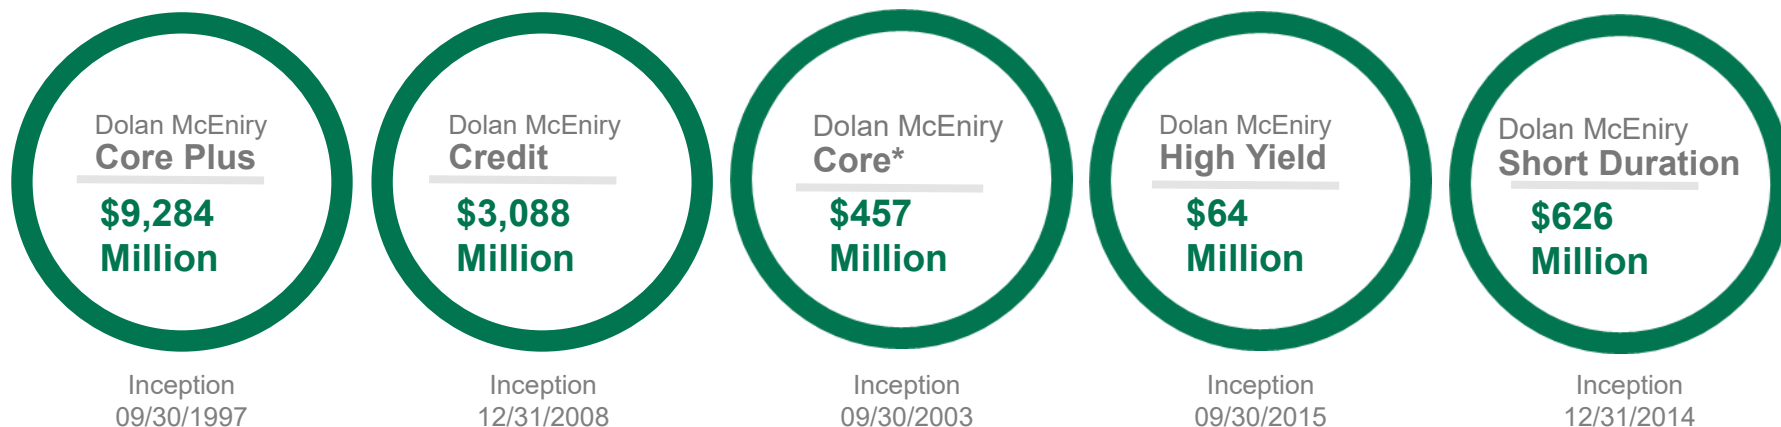 Dolan McEniry
Core Plus
$9,284
Million
Inception
09/30/1997
Dolan McEniry
Credit
$3,088
Million
Inception
12/31/2008
Dolan McEniry
Core*
$457
Million
Inception
09/30/2003
Dolan McEniry
High Yield
$64
Million
Inception
09/30/2015
Dolan McEniry
Short Duration
$626
Million
Inception
12/31/2014